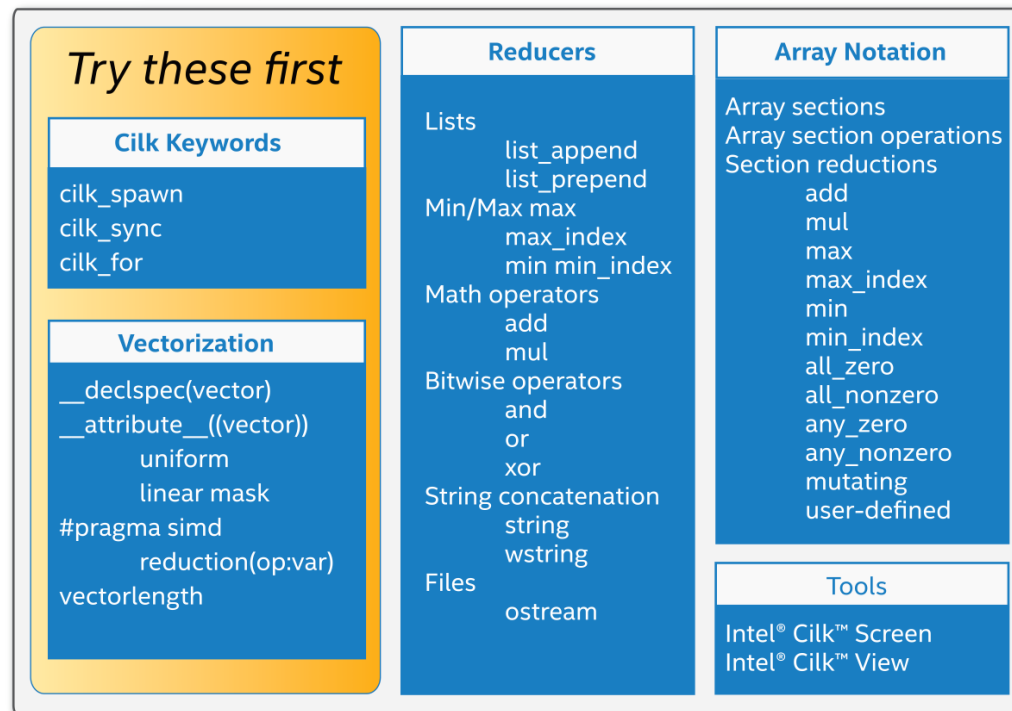 Try these first
Cilk Keywords
cilk_spawn
cilk_sync
cilk_for
Vectorization
__declspec(vector)
__attribute__((vector))
uniform
linear mask
#pragma simd
reduction(op:var)
vectorlength
Reducers
Lists
list_append
list_prepend
Min/Max max
max_index
min min_index
Math operators
add
mul
Bitwise operators
and
or
xor
String concatenation
string
wstring
Files
ostream
Array Notation
Array sections
Array section operations
Section reductions
add
mul
max
max_index
min
min_index
all_zero
all_nonzero
any_zero
any_nonzero
mutating
user-defined
Tools
Intel® Cilk™ Screen
Intel® Cilk™ View